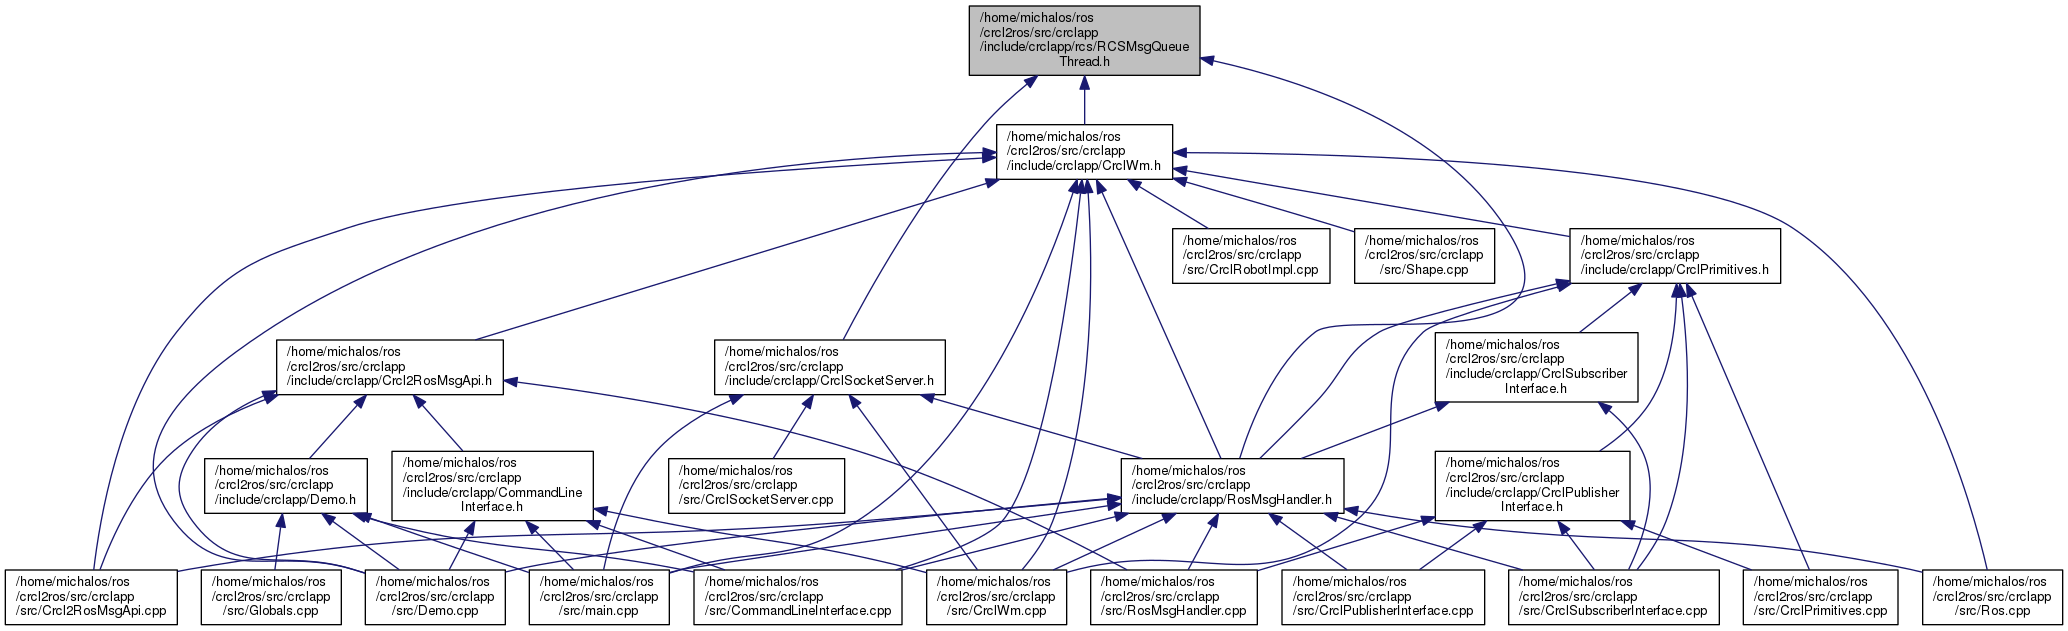 /home/michalos/ros
/crcl2ros/src/crclapp
/include/crclapp/rcs/RCSMsgQueue
Thread.h
/home/michalos/ros
/crcl2ros/src/crclapp
/include/crclapp/CrclWm.h
/home/michalos/ros
/crcl2ros/src/crclapp
/src/CrclRobotImpl.cpp
/home/michalos/ros
/crcl2ros/src/crclapp
/src/Shape.cpp
/home/michalos/ros
/crcl2ros/src/crclapp
/include/crclapp/CrclPrimitives.h
/home/michalos/ros
/crcl2ros/src/crclapp
/include/crclapp/Crcl2RosMsgApi.h
/home/michalos/ros
/crcl2ros/src/crclapp
/include/crclapp/CrclSocketServer.h
/home/michalos/ros
/crcl2ros/src/crclapp
/include/crclapp/CrclSubscriber
Interface.h
/home/michalos/ros
/crcl2ros/src/crclapp
/include/crclapp/Demo.h
/home/michalos/ros
/crcl2ros/src/crclapp
/include/crclapp/CommandLine
Interface.h
/home/michalos/ros
/crcl2ros/src/crclapp
/src/CrclSocketServer.cpp
/home/michalos/ros
/crcl2ros/src/crclapp
/include/crclapp/RosMsgHandler.h
/home/michalos/ros
/crcl2ros/src/crclapp
/include/crclapp/CrclPublisher
Interface.h
/home/michalos/ros
/crcl2ros/src/crclapp
/src/Crcl2RosMsgApi.cpp
/home/michalos/ros
/crcl2ros/src/crclapp
/src/Globals.cpp
/home/michalos/ros
/crcl2ros/src/crclapp
/src/Demo.cpp
/home/michalos/ros
/crcl2ros/src/crclapp
/src/main.cpp
/home/michalos/ros
/crcl2ros/src/crclapp
/src/CommandLineInterface.cpp
/home/michalos/ros
/crcl2ros/src/crclapp
/src/CrclWm.cpp
/home/michalos/ros
/crcl2ros/src/crclapp
/src/RosMsgHandler.cpp
/home/michalos/ros
/crcl2ros/src/crclapp
/src/CrclPublisherInterface.cpp
/home/michalos/ros
/crcl2ros/src/crclapp
/src/CrclSubscriberInterface.cpp
/home/michalos/ros
/crcl2ros/src/crclapp
/src/CrclPrimitives.cpp
/home/michalos/ros
/crcl2ros/src/crclapp
/src/Ros.cpp